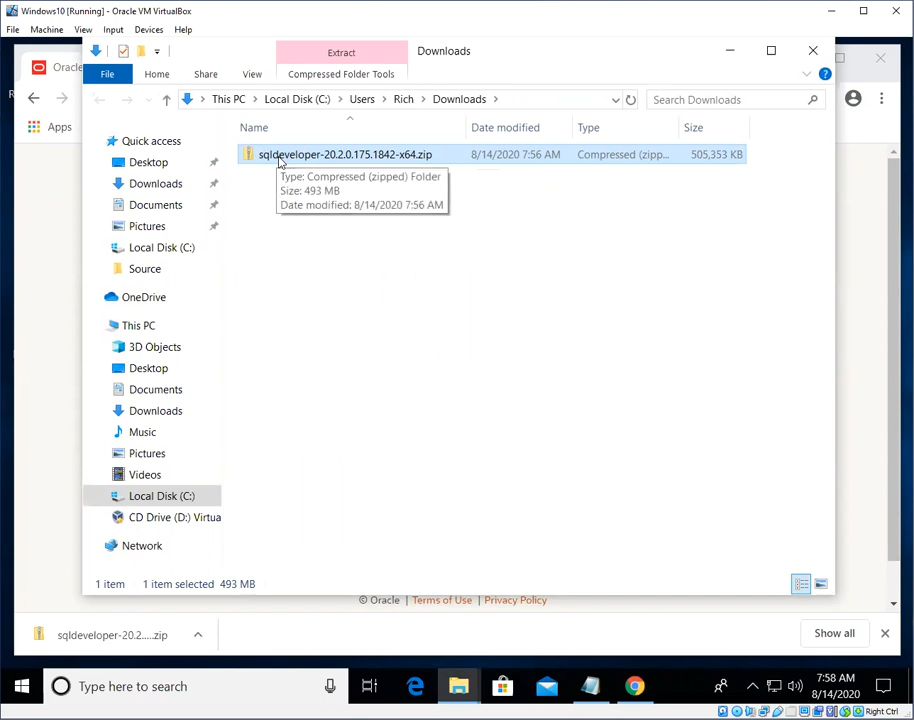 Windows10 [Running] - Oracle VM VirtualBox
File Machine View Input Devices Help
Oracle
Extract
Downloads
File Home Share View Compressed Folder Tools
This PC > Local Disk (C:) > Users > Rich > Downloads >
Search Downloads
Apps
Name Date modified Type Size
Quick access
sqldeveloper-20.2.0.175.1842-x64.zip 8/14/2020 7:56 AM Compressed (zipp... 505,353 KB
Desktop
Type: Compressed (zipped) Folder
Downloads
Size: 493 MB
Documents
Date modified: 8/14/2020 7:56 AM
Pictures
Local Disk (C:)
Source
OneDrive
This PC
3D Objects
Desktop
Documents
Downloads
Music
Pictures
Videos
Local Disk (C:)
CD Drive (D:) Virtua
Network
1 item 1 item selected 493 MB
© Oracle | Terms of Use | Privacy Policy
sqldeveloper-20.2.....zip
Show all
Type here to search
7:58 AM
8/14/2020
Right Ctrl